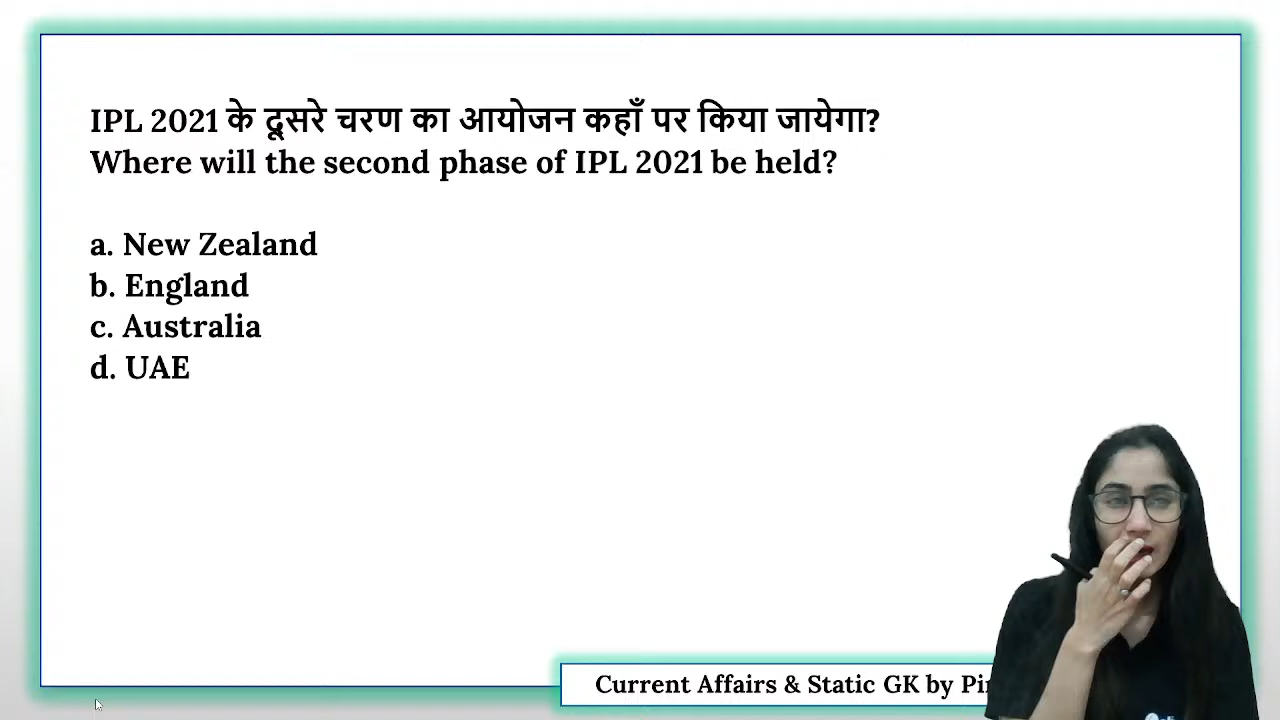 IPL 2021 के दूसरे चरण का आयोजन कहाँ पर किया जायेगा?
Where will the second phase of IPL 2021 be held?
a. New Zealand
b. England
c. Australia
d. UAE
Current Affairs & Static GK by